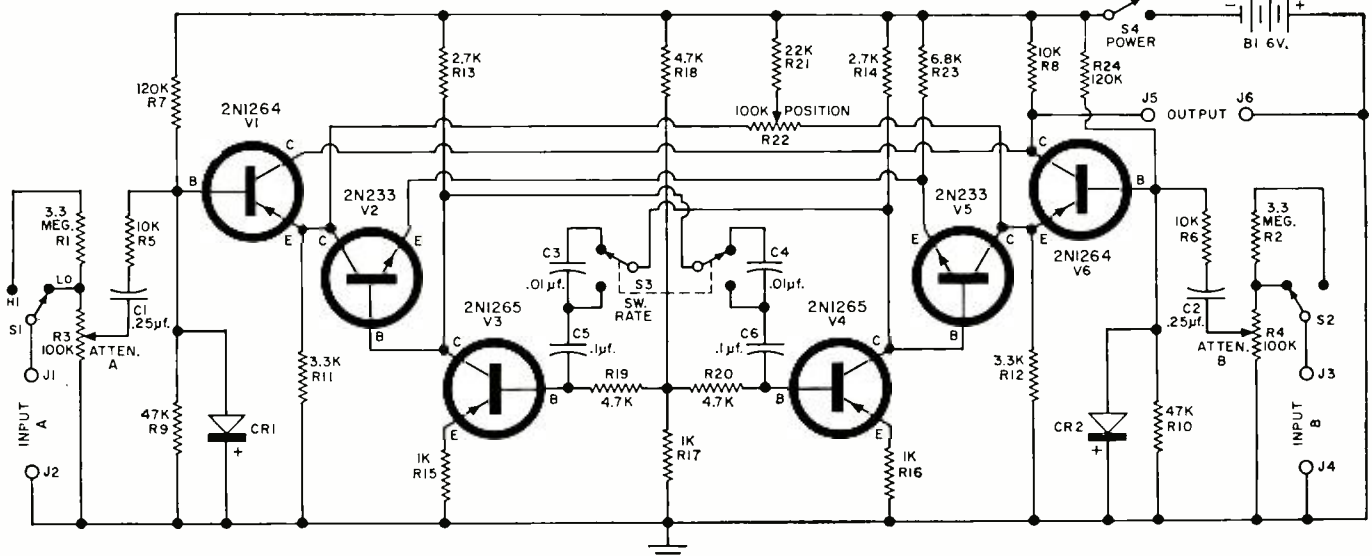 S4
POWER
- +
B1 6V.
120K
R7
2.7K
R13
4.7K
R18
22K
R21
2.7K
R14
6.8K
R23
10K
R8
R24
120K
100K POSITION
R22
J5 OUTPUT J6
2N1264
V1
C
B
E
2N233
V2
C
E
B
2N233
V5
E
C
B
C
B
E
2N1264
V6
3.3
MEG.
R1
HI
LO
S1
R3
100K
ATTEN.
A
10K
R5
C1
.25µf.
J1
INPUT
A
J2
47K
R9
CR1
+
3.3K
R11
C3
.01µf.
S3
SW.
RATE
C4
.01µf.
C5
.1µf.
C6
.1µf.
2N1265
V3
C
B
E
R19
4.7K
R20
4.7K
2N1265
V4
C
B
E
1K
R15
1K
R17
1K
R16
3.3K
R12
CR2
+
47K
R10
10K
R6
C2
.25µf.
3.3
MEG.
R2
R4
100K
ATTEN.
B
S2
J3
INPUT
B
J4